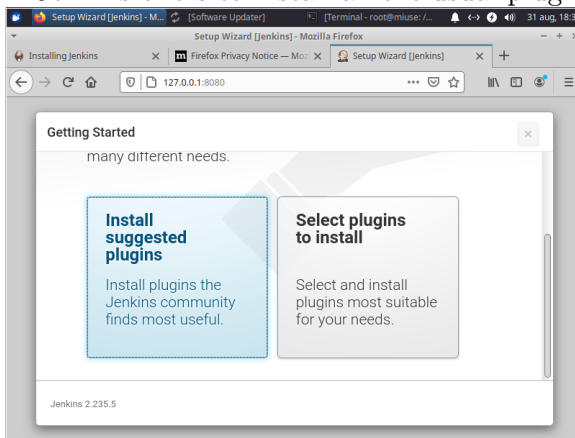 Setup Wizard [Jenkins] - M... [Software Updater] [Terminal - root@miuse: /... 31 aug, 18:3
Setup Wizard [Jenkins] - Mozilla Firefox
Installing Jenkins Firefox Privacy Notice — Moz Setup Wizard [Jenkins]
127.0.0.1:8080
Getting Started
many different needs.
Install
suggested
plugins
Install plugins the
Jenkins community
finds most useful.
Select plugins
to install
Select and install
plugins most suitable
for your needs.
Jenkins 2.235.5